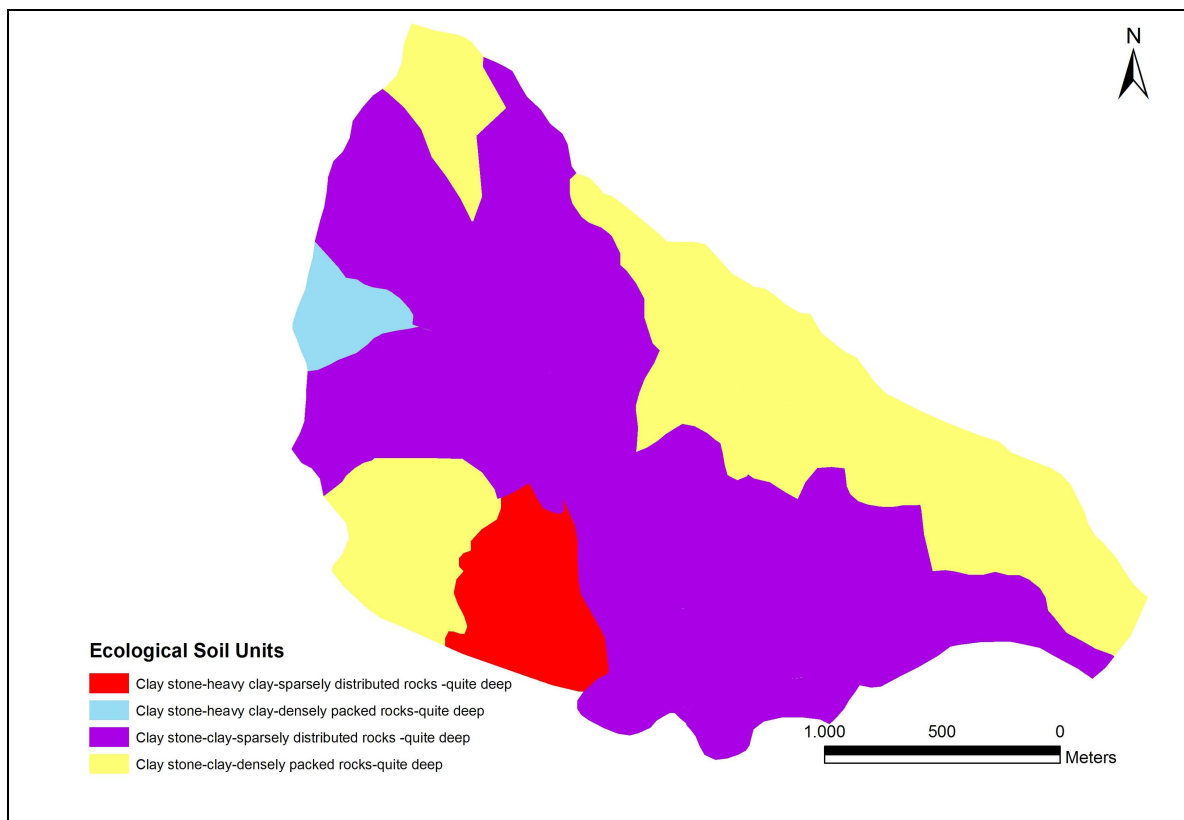 N
Ecological Soil Units
Clay stone-heavy clay-sparsely distributed rocks -quite deep
Clay stone-heavy clay-densely packed rocks-quite deep
Clay stone-clay-sparsely distributed rocks -quite deep
Clay stone-clay-densely packed rocks-quite deep
1.000 500 0
Meters